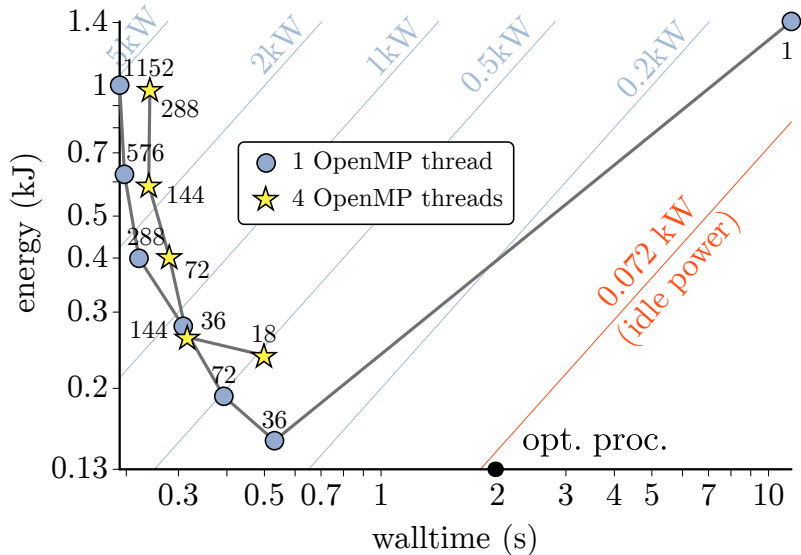 1.4
1
0.7
0.5
0.4
0.3
0.2
0.13
energy (kJ)
5kW
2kW
1kW
0.5kW
0.2kW
0.072 kW
(idle power)
1152
576
288
144
72
36
1
288
144
72
36
18
1 OpenMP thread
4 OpenMP threads
opt. proc.
0.3
0.5
0.7
1
2
3
4
5
7
10
walltime (s)